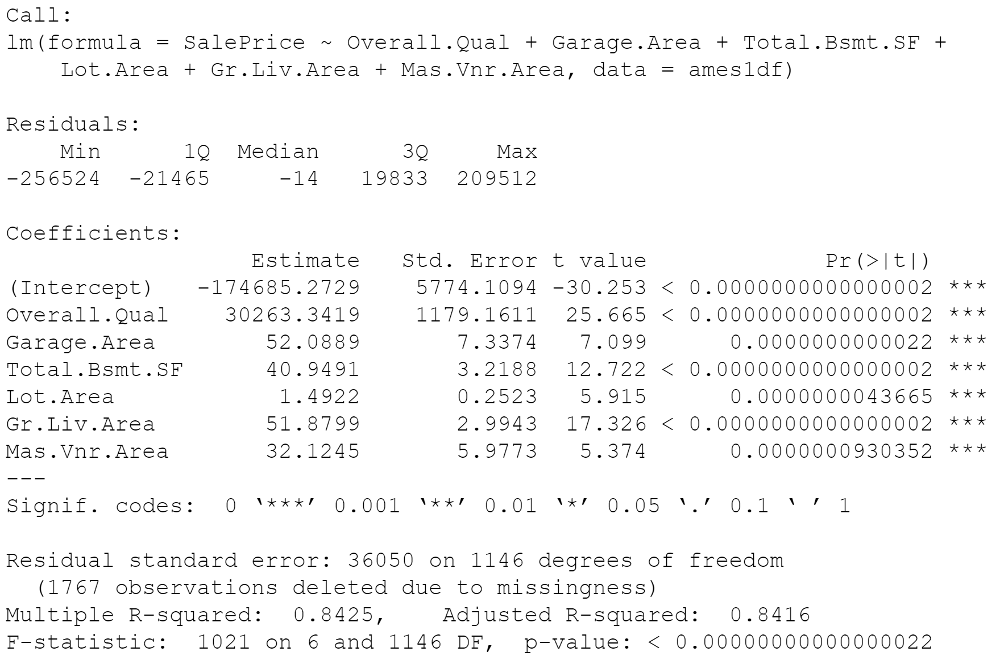 Call:
lm(formula = SalePrice ~ Overall.Qual + Garage.Area + Total.Bsmt.SF +
    Lot.Area + Gr.Liv.Area + Mas.Vnr.Area, data = ames1df)
Residuals:
    Min      1Q  Median      3Q     Max
-256524  -21465     -14   19833  209512
Coefficients:
                  Estimate   Std. Error t value             Pr(>|t|)
(Intercept)   -174685.2729    5774.1094 -30.253 < 0.0000000000000002 ***
Overall.Qual    30263.3419    1179.1611  25.665 < 0.0000000000000002 ***
Garage.Area        52.0889       7.3374   7.099      0.0000000000022 ***
Total.Bsmt.SF      40.9491       3.2188  12.722 < 0.0000000000000002 ***
Lot.Area            1.4922       0.2523   5.915      0.0000000043665 ***
Gr.Liv.Area        51.8799       2.9943  17.326 < 0.0000000000000002 ***
Mas.Vnr.Area       32.1245       5.9773   5.374      0.0000000930352 ***
---
Signif. codes:  0 ‘***’ 0.001 ‘**’ 0.01 ‘*’ 0.05 ‘.’ 0.1 ‘ ’ 1
Residual standard error: 36050 on 1146 degrees of freedom
  (1767 observations deleted due to missingness)
Multiple R-squared:  0.8425,    Adjusted R-squared:  0.8416
F-statistic:  1021 on 6 and 1146 DF,  p-value: < 0.00000000000000022